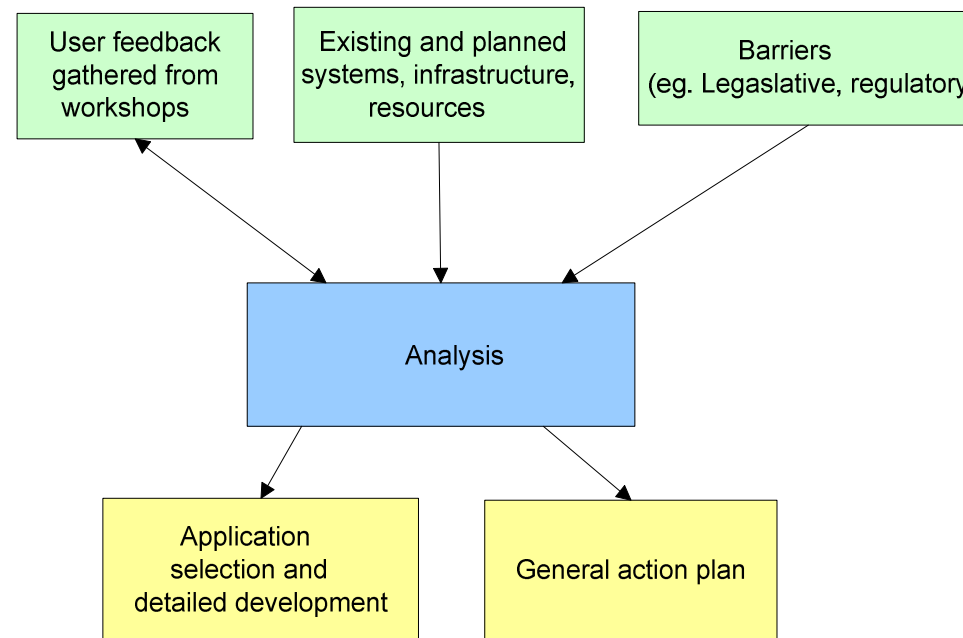 User feedback
gathered from
workshops
Existing and planned
systems, infrastructure,
resources
Barriers
(eg. Legaslative, regulatory
Analysis
Application
selection and
detailed development
General action plan